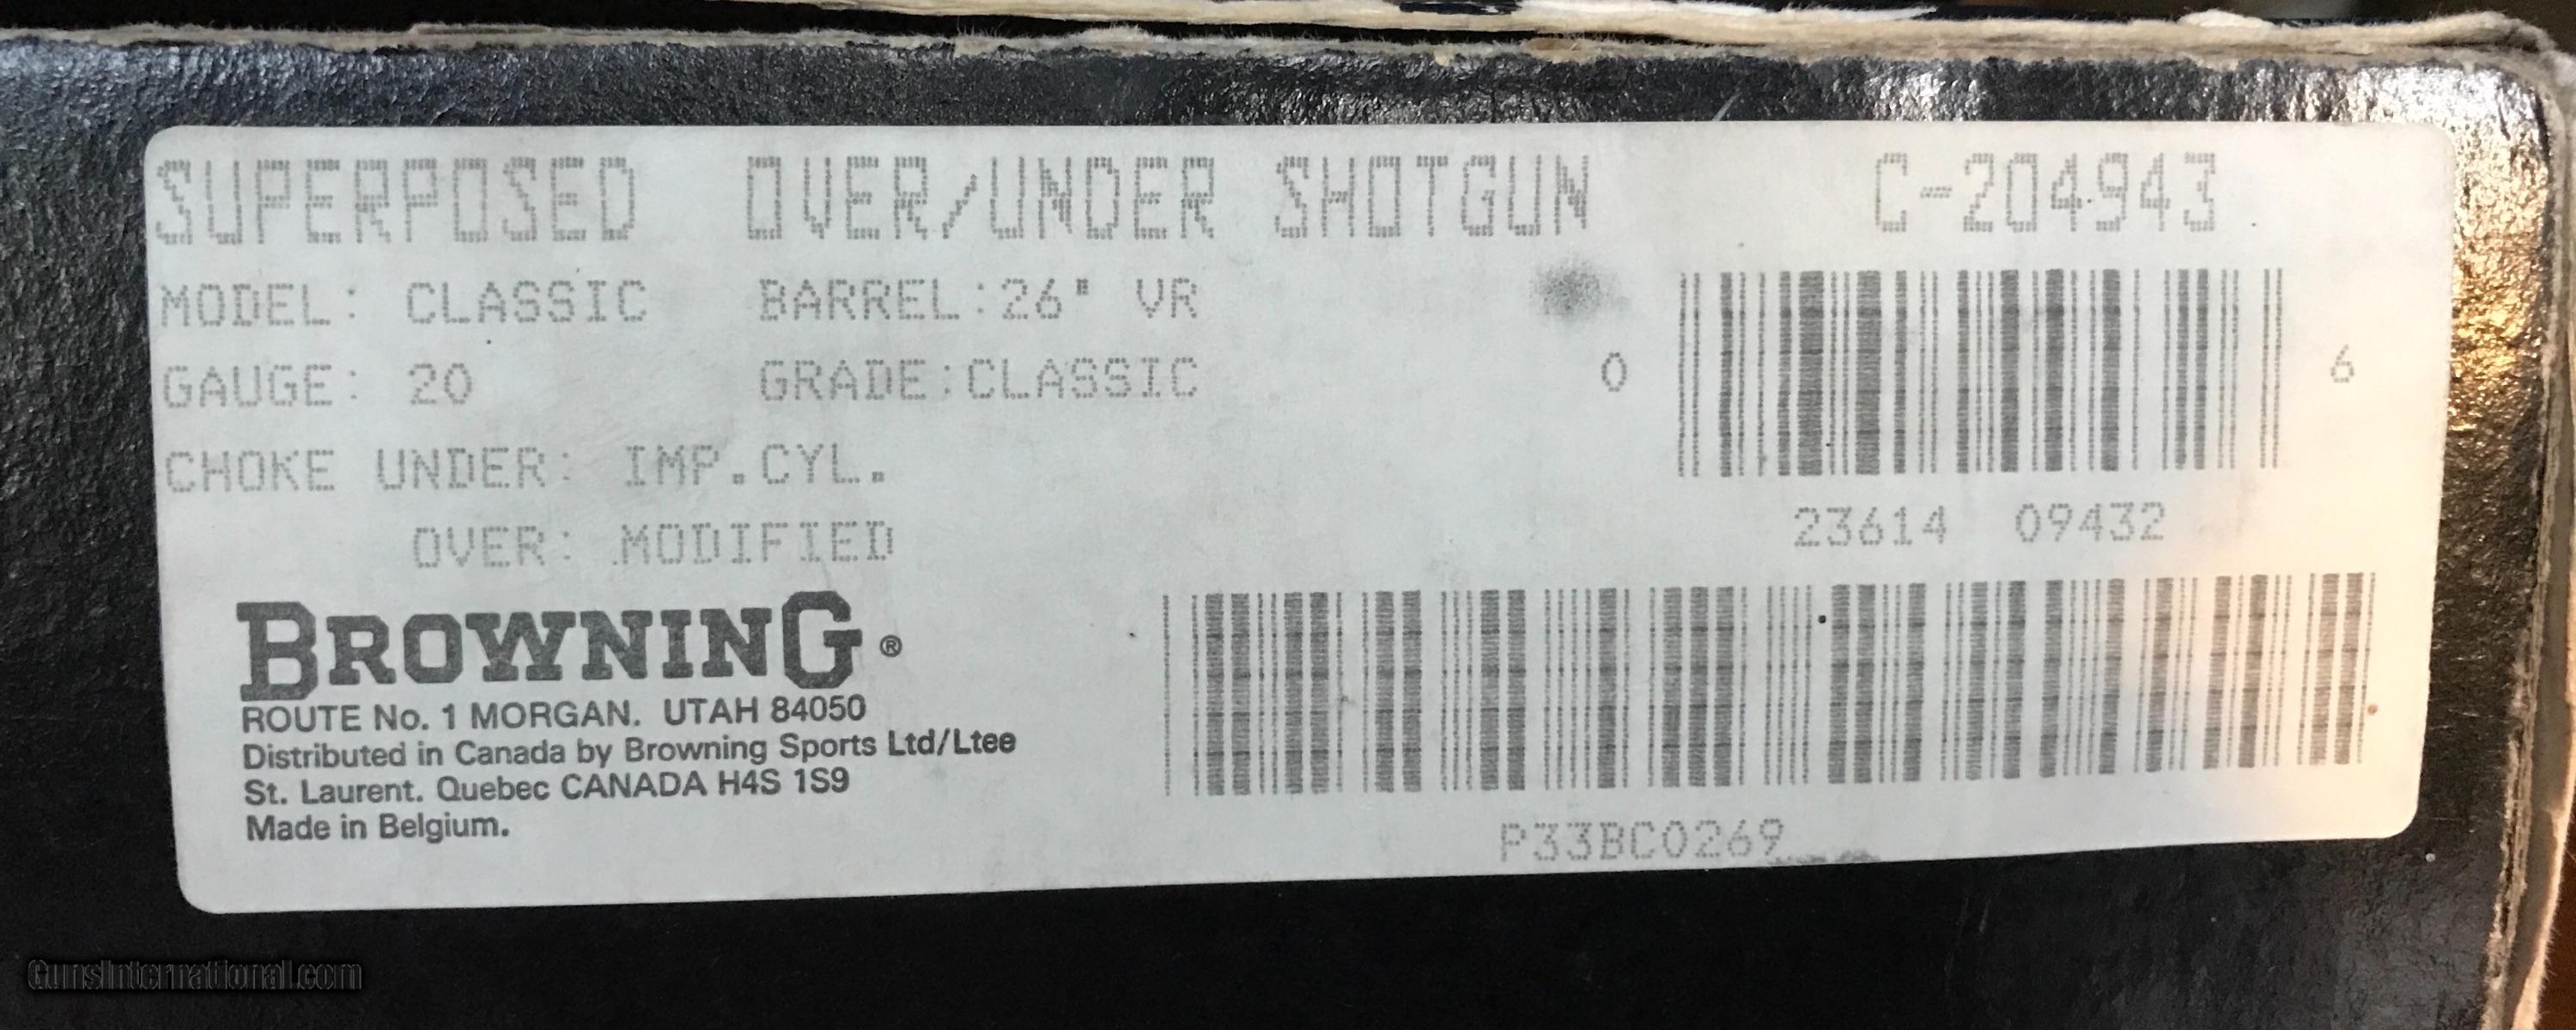 SUPERPOSED OVER/UNDER SHOTGUN C-204943
MODEL: CLASSIC BARREL:26" VR
GAUGE: 20 GRADE:CLASSIC
0 6
CHOKE UNDER: IMP.CYL.
OVER: MODIFIED
23614 09432
BROWNING®
ROUTE No. 1 MORGAN. UTAH 84050
Distributed in Canada by Browning Sports Ltd/Ltee
St. Laurent. Quebec CANADA H4S 1S9
Made in Belgium.
P33BC0269
GunsInternational.com